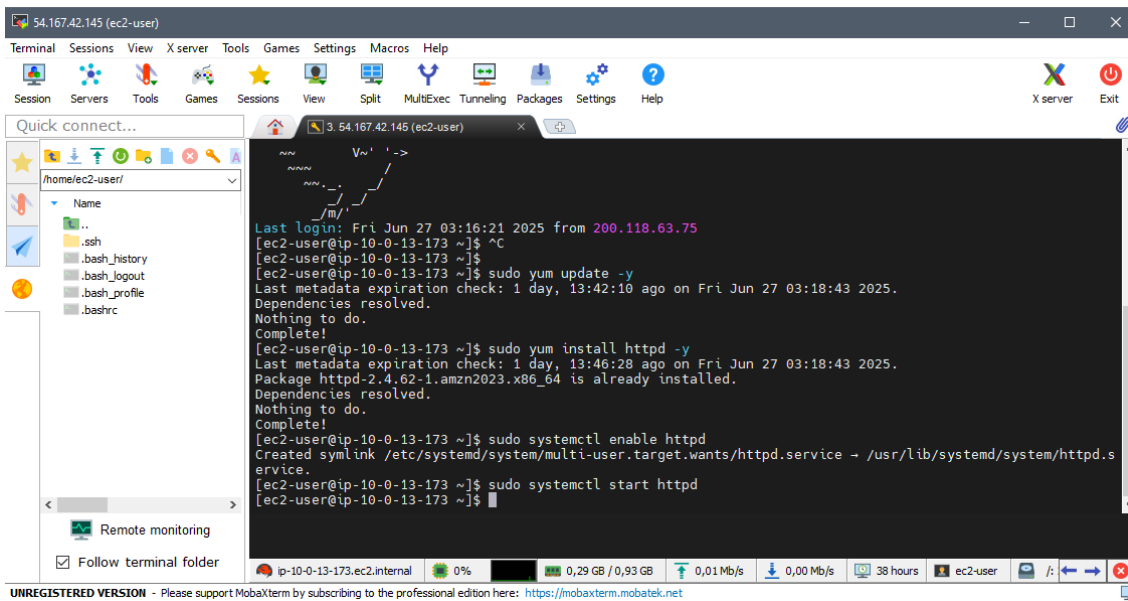 54.167.42.145 (ec2-user)
Terminal Sessions View X server Tools Games Settings Macros Help
Session Servers Tools Games Sessions View Split MultiExec Tunneling Packages Settings Help X server Exit
Quick connect...
3. 54.167.42.145 (ec2-user)
/home/ec2-user/
Name
..
.ssh
.bash_history
.bash_logout
.bash_profile
.bashrc
Remote monitoring
Follow terminal folder
~~ V~' '->
~~~ /
~~._. _/
_/ _/
_/m/'
Last login: Fri Jun 27 03:16:21 2025 from 200.118.63.75
[ec2-user@ip-10-0-13-173 ~]$ ^C
[ec2-user@ip-10-0-13-173 ~]$
[ec2-user@ip-10-0-13-173 ~]$ sudo yum update -y
Last metadata expiration check: 1 day, 13:42:10 ago on Fri Jun 27 03:18:43 2025.
Dependencies resolved.
Nothing to do.
Complete!
[ec2-user@ip-10-0-13-173 ~]$ sudo yum install httpd -y
Last metadata expiration check: 1 day, 13:46:28 ago on Fri Jun 27 03:18:43 2025.
Package httpd-2.4.62-1.amzn2023.x86_64 is already installed.
Dependencies resolved.
Nothing to do.
Complete!
[ec2-user@ip-10-0-13-173 ~]$ sudo systemctl enable httpd
Created symlink /etc/systemd/system/multi-user.target.wants/httpd.service → /usr/lib/systemd/system/httpd.s
ervice.
[ec2-user@ip-10-0-13-173 ~]$ sudo systemctl start httpd
[ec2-user@ip-10-0-13-173 ~]$
ip-10-0-13-173.ec2.internal 0% 0,29 GB / 0,93 GB 0,01 Mb/s 0,00 Mb/s 38 hours ec2-user /:
UNREGISTERED VERSION - Please support MobaXterm by subscribing to the professional edition here: https://mobaxterm.mobatek.net